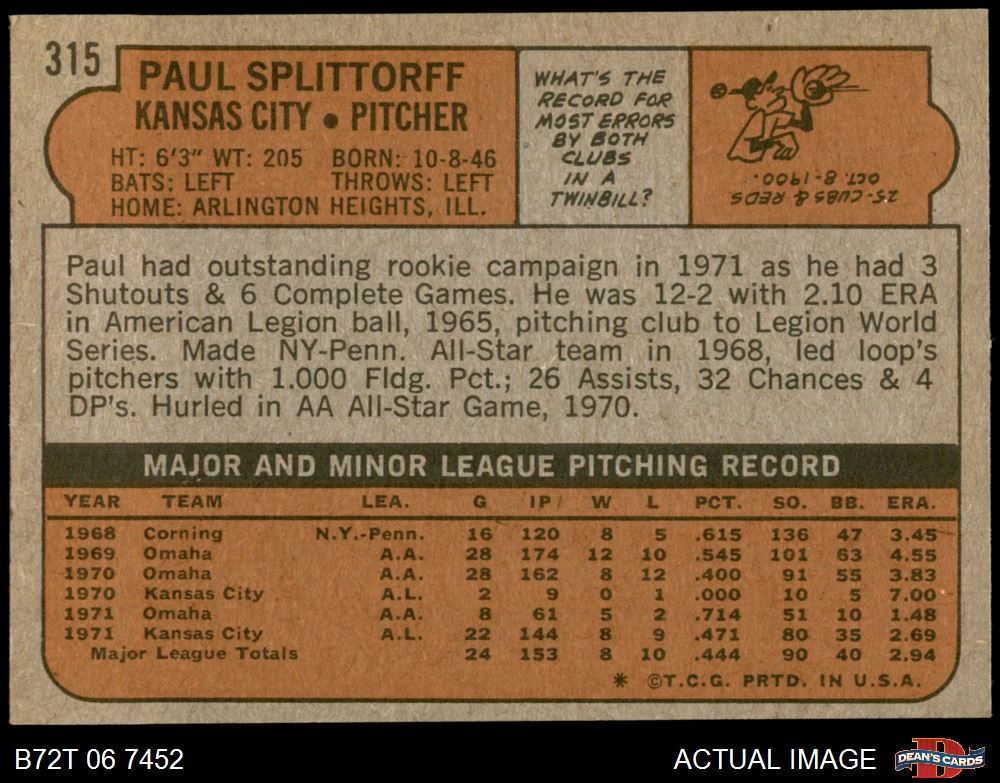 315
PAUL SPLITTORFF
KANSAS CITY • PITCHER
HT: 6'3" WT: 205 BORN: 10-8-46
BATS: LEFT THROWS: LEFT
HOME: ARLINGTON HEIGHTS, ILL.
WHAT'S THE
RECORD FOR
MOST ERRORS
BY BOTH
CLUBS
IN A
TWINBILL?
25-CUBS & REDS
OCT. 8-1900.
Paul had outstanding rookie campaign in 1971 as he had 3
Shutouts & 6 Complete Games. He was 12-2 with 2.10 ERA
in American Legion ball, 1965, pitching club to Legion World
Series. Made NY-Penn. All-Star team in 1968, led loop's
pitchers with 1.000 Fldg. Pct.; 26 Assists, 32 Chances & 4
DP's. Hurled in AA All-Star Game, 1970.
MAJOR AND MINOR LEAGUE PITCHING RECORD
YEAR TEAM LEA. G IP W L PCT. SO. BB. ERA.
1968 Corning N.Y.-Penn. 16 120 8 5 .615 136 47 3.45
1969 Omaha A.A. 28 174 12 10 .545 101 63 4.55
1970 Omaha A.A. 28 162 8 12 .400 91 55 3.83
1970 Kansas City A.L. 2 9 0 1 .000 10 5 7.00
1971 Omaha A.A. 8 61 5 2 .714 51 10 1.48
1971 Kansas City A.L. 22 144 8 9 .471 80 35 2.69
Major League Totals 24 153 8 10 .444 90 40 2.94
* ©T.C.G. PRTD. IN U.S.A.
B72T 06 7452 ACTUAL IMAGE
DEAN'S CARDS